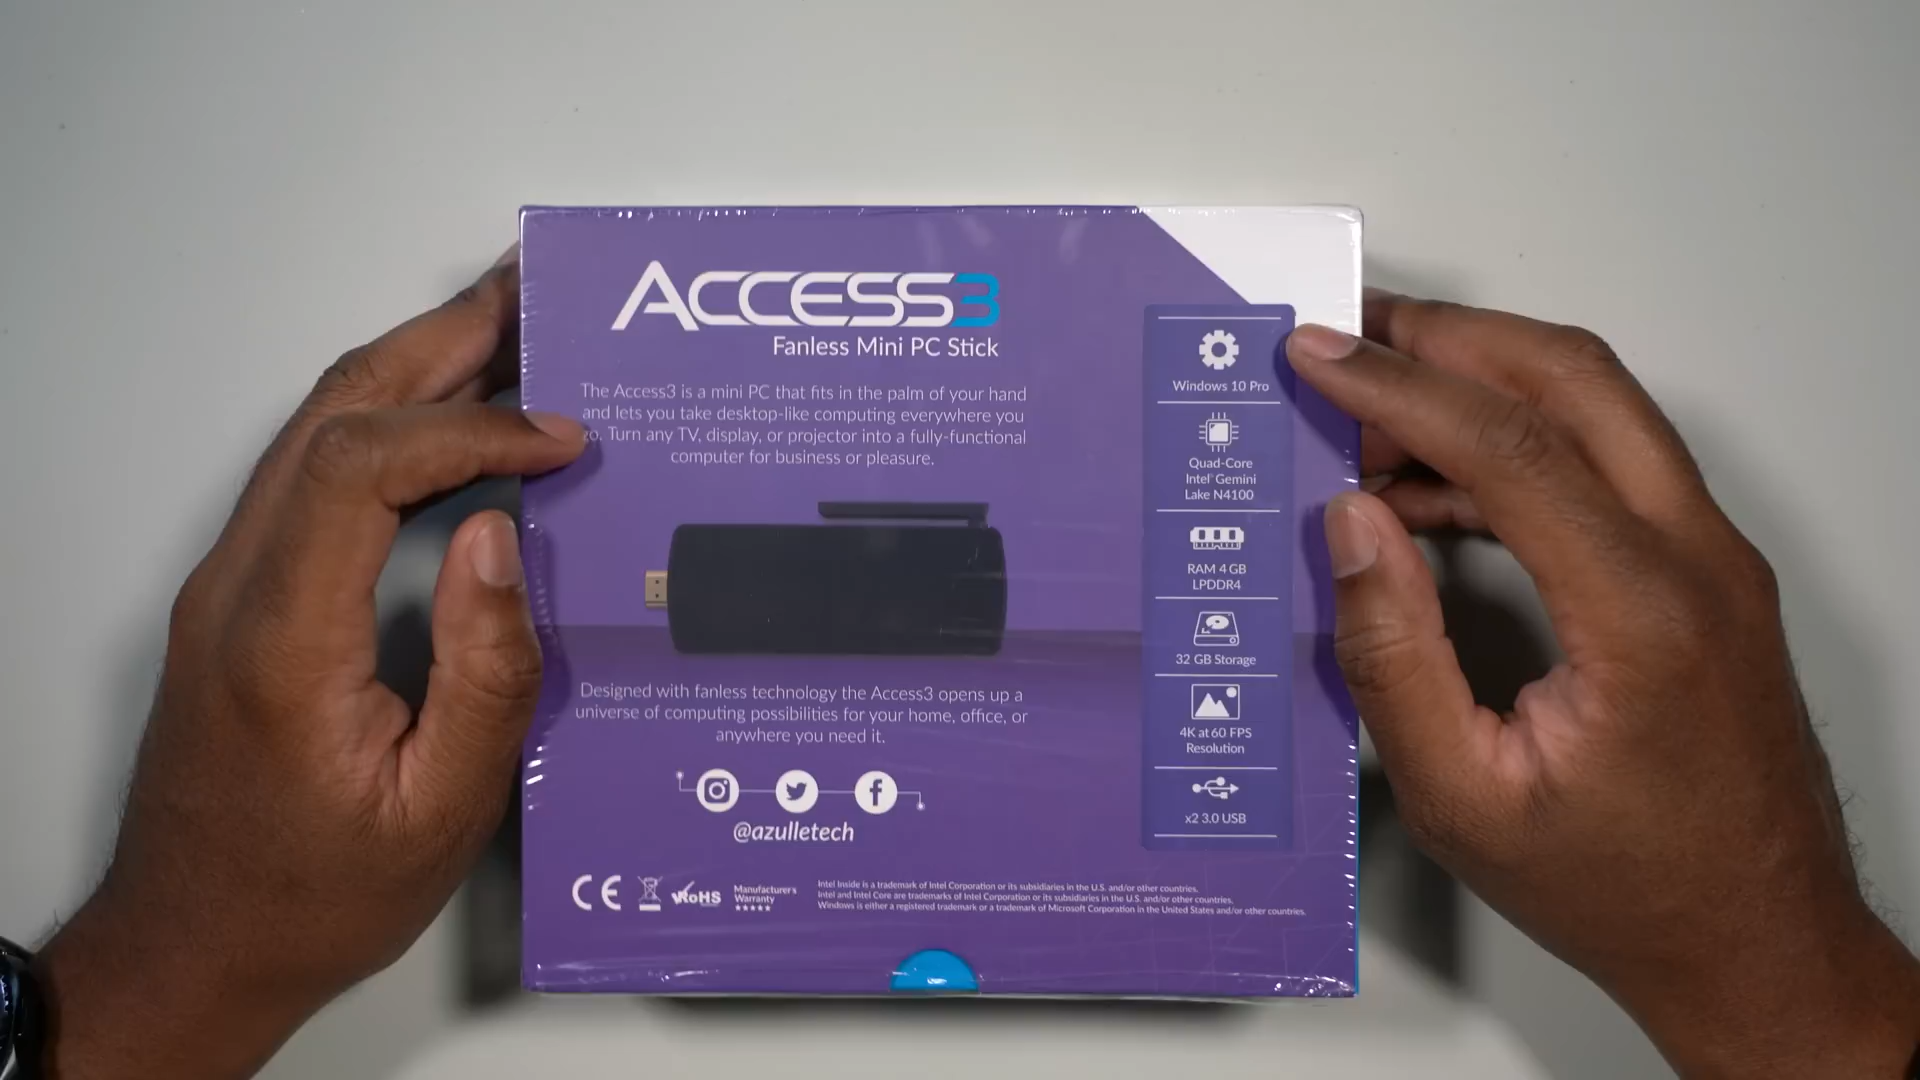 ACCESS3
Fanless Mini PC Stick
The Access3 is a mini PC that fits in the palm of your hand
and lets you take desktop-like computing everywhere you
go. Turn any TV, display, or projector into a fully-functional
computer for business or pleasure.
Designed with fanless technology the Access3 opens up a
universe of computing possibilities for your home, office, or
anywhere you need it.
@azulletech
CE
RoHS
Manufacturer's
Warranty
Intel Inside is a trademark of Intel Corporation or its subsidiaries in the U.S. and/or other countries.
Intel and Intel Core are trademarks of Intel Corporation or its subsidiaries in the U.S. and/or other countries.
Windows is either a registered trademark or a trademark of Microsoft Corporation in the United States and/or other countries.
Windows 10 Pro
Quad-Core
Intel® Gemini
Lake N4100
RAM 4 GB
LPDDR4
32 GB Storage
4K at 60 FPS
Resolution
x2 3.0 USB